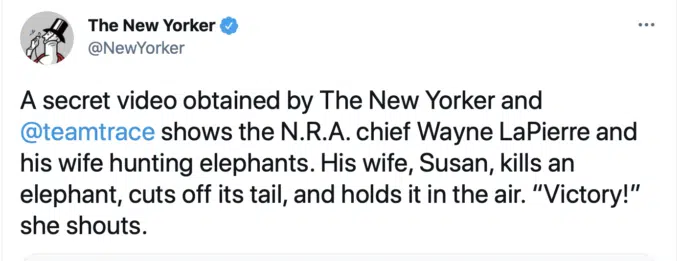 The New Yorker
@NewYorker
A secret video obtained by The New Yorker and
@teamtrace shows the N.R.A. chief Wayne LaPierre and
his wife hunting elephants. His wife, Susan, kills an
elephant, cuts off its tail, and holds it in the air. “Victory!”
she shouts.